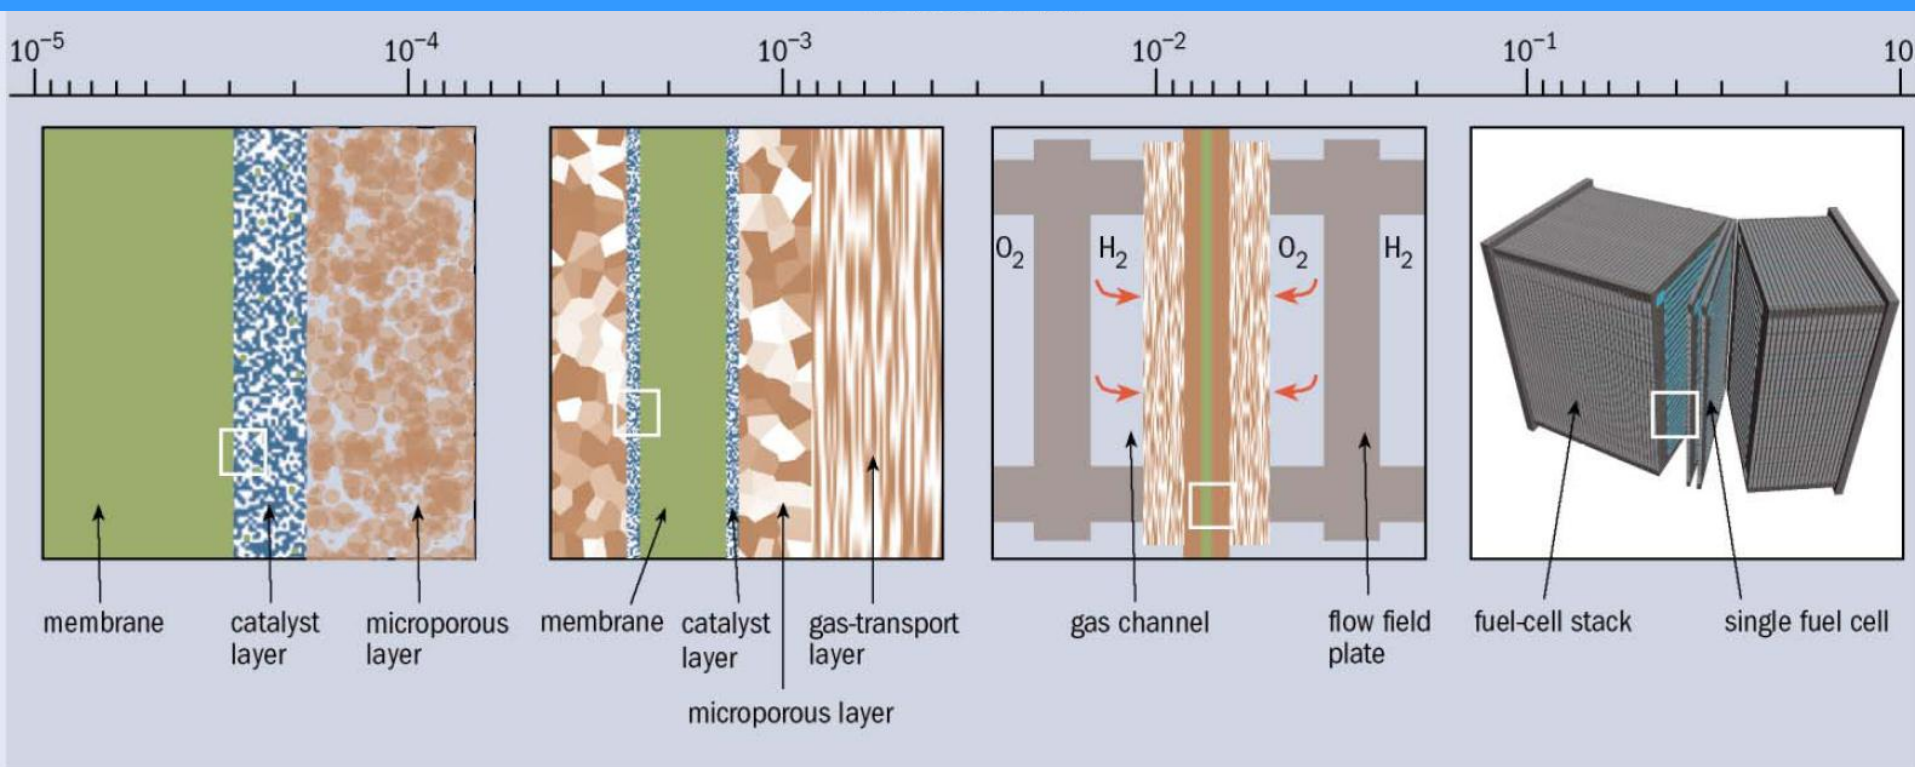 10⁻⁵ 10⁻⁴ 10⁻³ 10⁻² 10⁻¹ 10
O₂ H₂ O₂ H₂
membrane
catalyst
layer
microporous
layer
membrane
catalyst
layer
microporous layer
gas-transport
layer
gas channel
flow field
plate
fuel-cell stack
single fuel cell